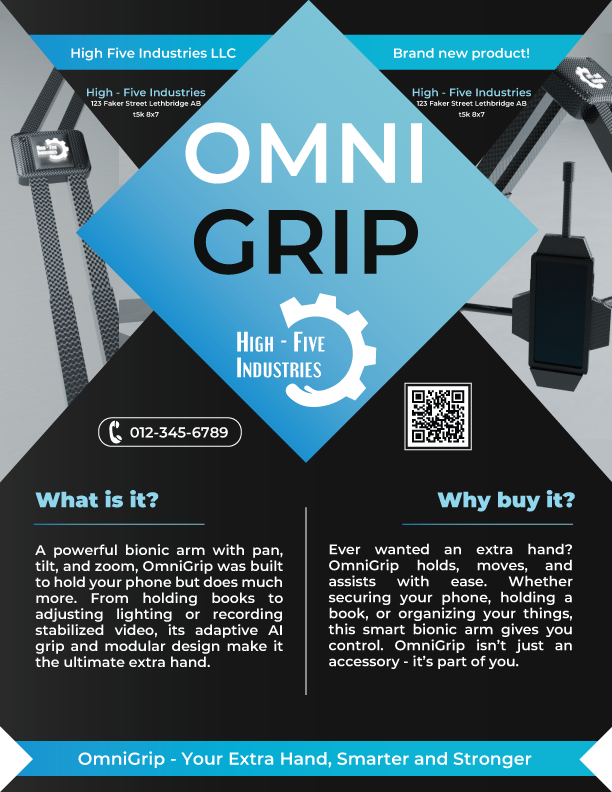 High Five Industries LLC
Brand new product!
High - Five Industries
123 Faker Street Lethbridge AB
t5k 8x7
High - Five Industries
123 Faker Street Lethbridge AB
t5k 8x7
OMNI
GRIP
High - Five
Industries
012-345-6789
What is it?
A powerful bionic arm with pan,
tilt, and zoom, OmniGrip was built
to hold your phone but does much
more. From holding books to
adjusting lighting or recording
stabilized video, its adaptive AI
grip and modular design make it
the ultimate extra hand.
Why buy it?
Ever wanted an extra hand?
OmniGrip holds, moves, and
assists with ease. Whether
securing your phone, holding a
book, or organizing your things,
this smart bionic arm gives you
control. OmniGrip isn't just an
accessory - it's part of you.
OmniGrip - Your Extra Hand, Smarter and Stronger